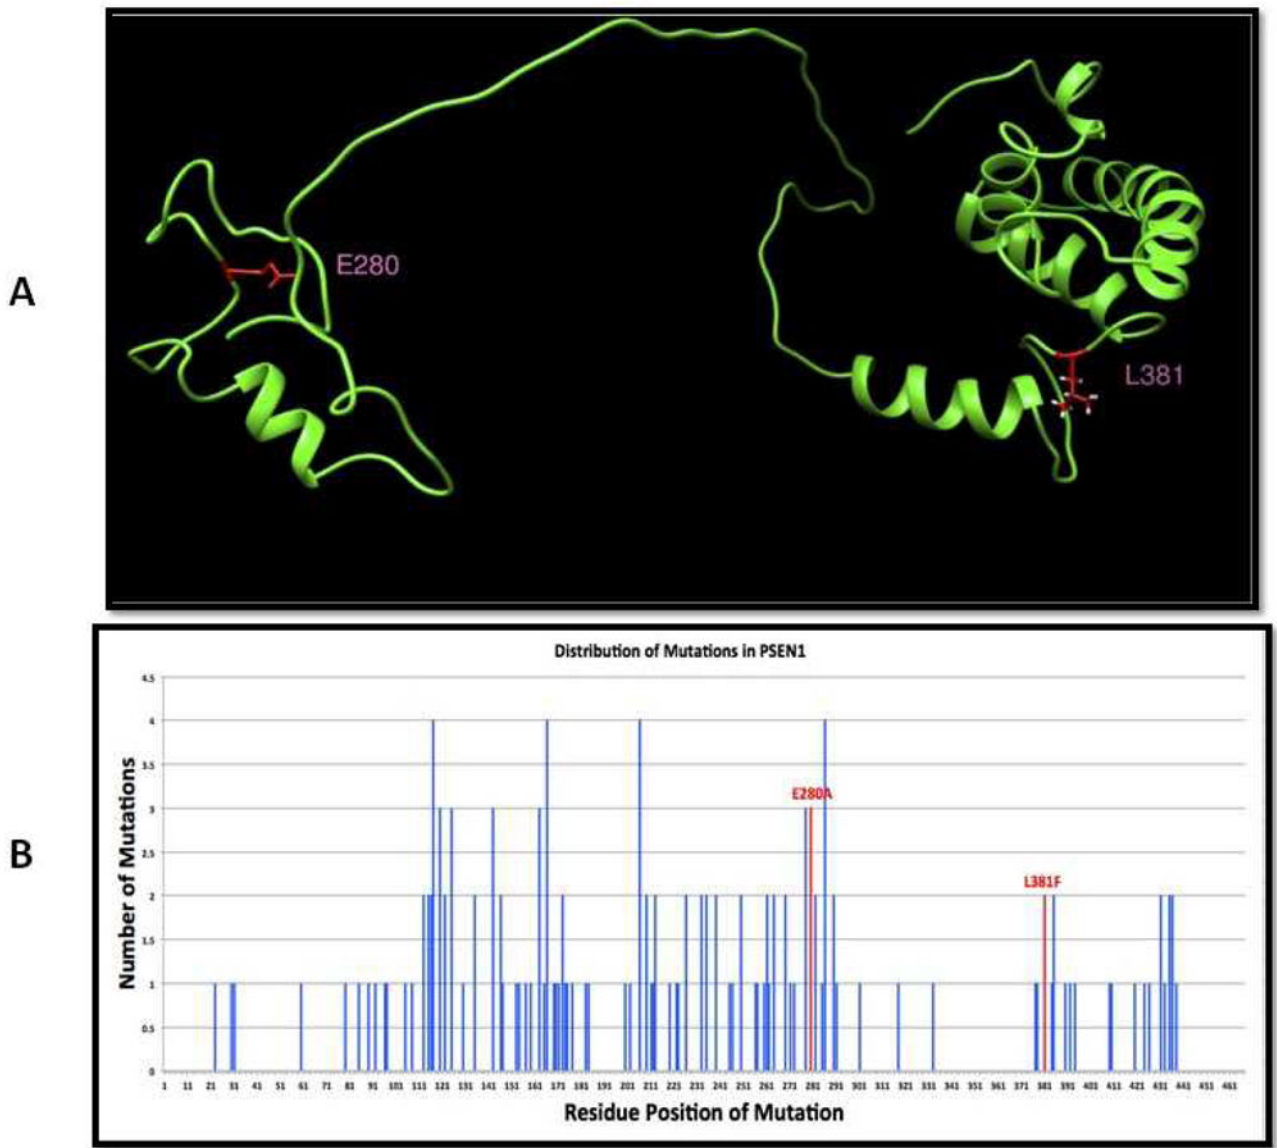 A
E280
L381
B
Distribution of Mutations in PSEN1
Number of Mutations
4.5
4
3.5
3
2.5
2
1.5
1
0.5
0
E280A
L381F
1 11 21 31 41 51 61 71 81 91 101 111 121 131 141 151 161 171 181 191 201 211 221 231 241 251 261 271 281 291 301 311 321 331 341 351 361 371 381 391 401 411 421 431 441 451 461
Residue Position of Mutation